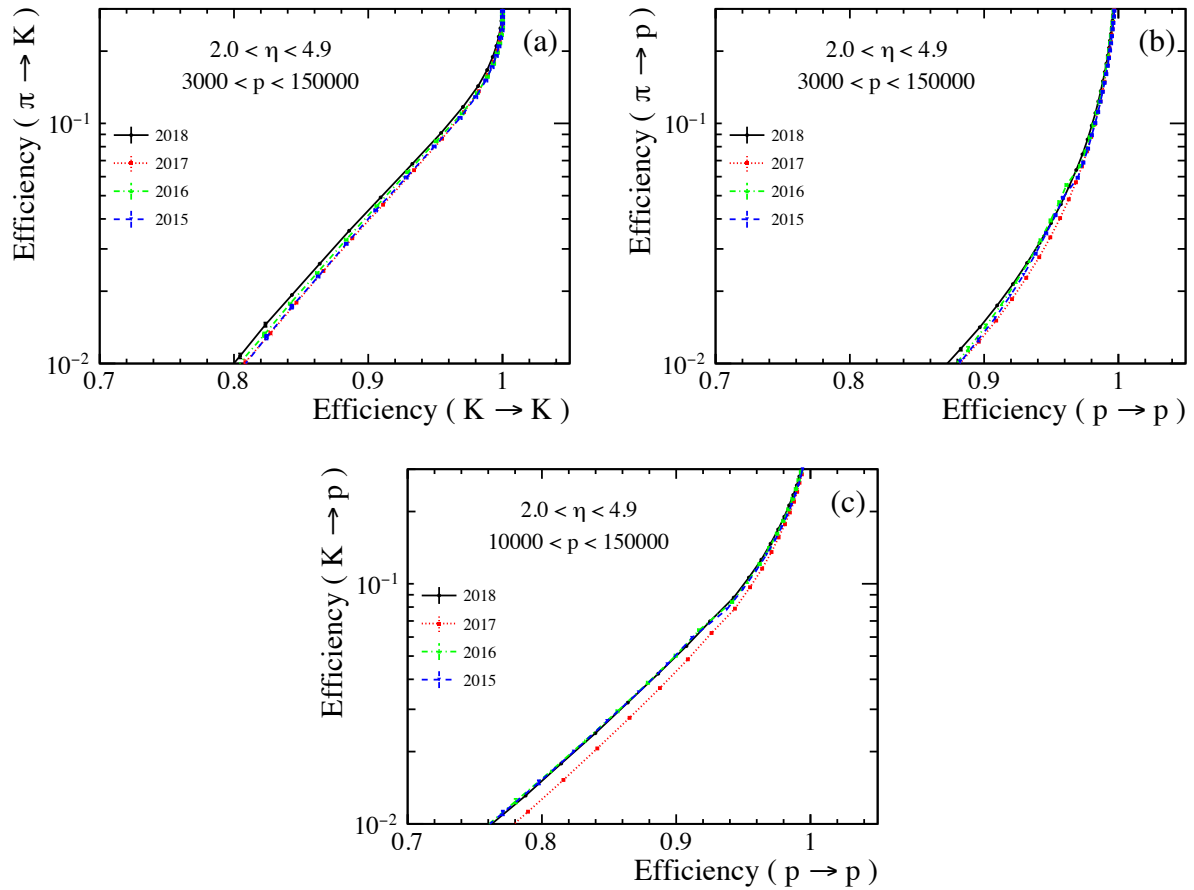 Efficiency ( π → K )
(a)
2.0 < η < 4.9
3000 < p < 150000
10⁻¹
2018
2017
2016
2015
10⁻²
0.7 0.8 0.9 1
Efficiency ( K → K )
Efficiency ( π → p )
(b)
2.0 < η < 4.9
3000 < p < 150000
10⁻¹
2018
2017
2016
2015
10⁻²
0.7 0.8 0.9 1
Efficiency ( p → p )
Efficiency ( K → p )
(c)
2.0 < η < 4.9
10000 < p < 150000
10⁻¹
2018
2017
2016
2015
10⁻²
0.7 0.8 0.9 1
Efficiency ( p → p )